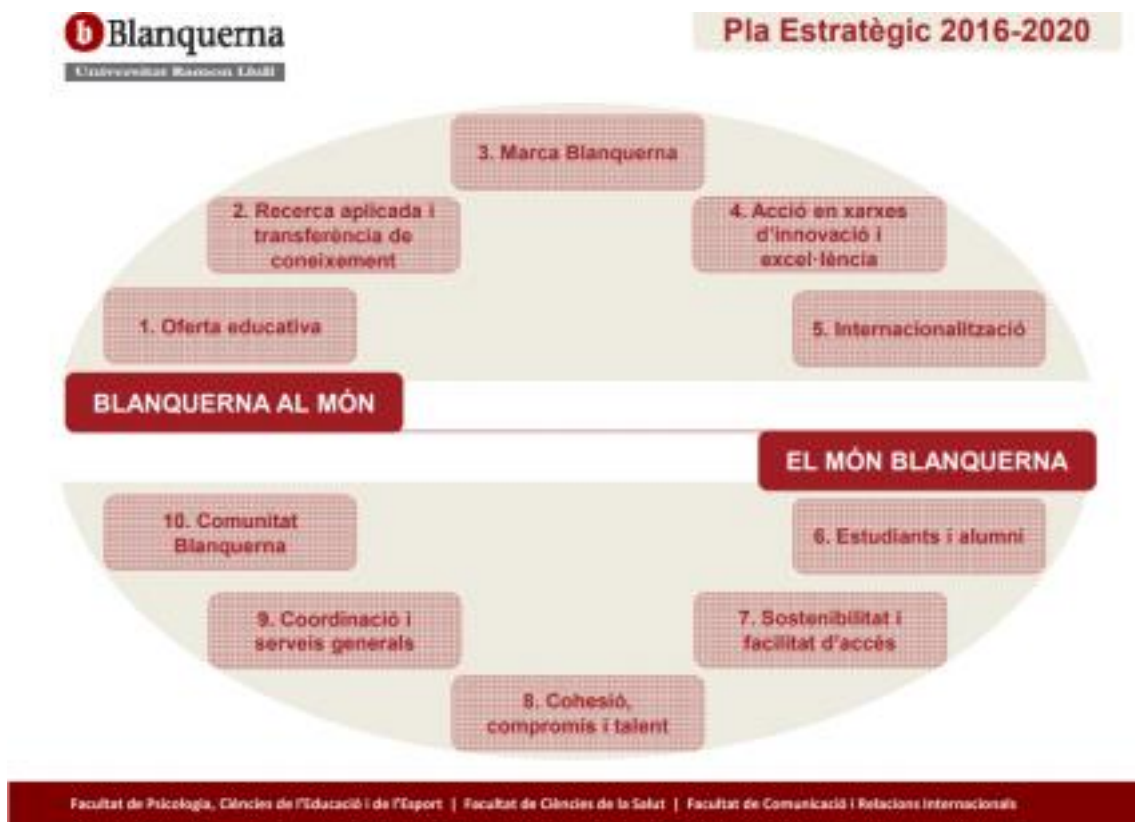 b Blanquerna
Universitat Ramon Llull
Pla Estratègic 2016-2020
3. Marca Blanquerna
2. Recerca aplicada i
transferència de
coneixement
4. Acció en xarxes
d'innovació i
excel·lència
1. Oferta educativa
5. Internacionalització
BLANQUERNA AL MÓN
EL MÓN BLANQUERNA
10. Comunitat
Blanquerna
6. Estudiants i alumni
9. Coordinació i
serveis generals
7. Sostenibilitat i
facilitat d'accés
8. Cohesió,
compromís i talent
Facultat de Psicologia, Ciències de l'Educació i de l'Esport | Facultat de Ciències de la Salut | Facultat de Comunicació i Relacions Internacionals